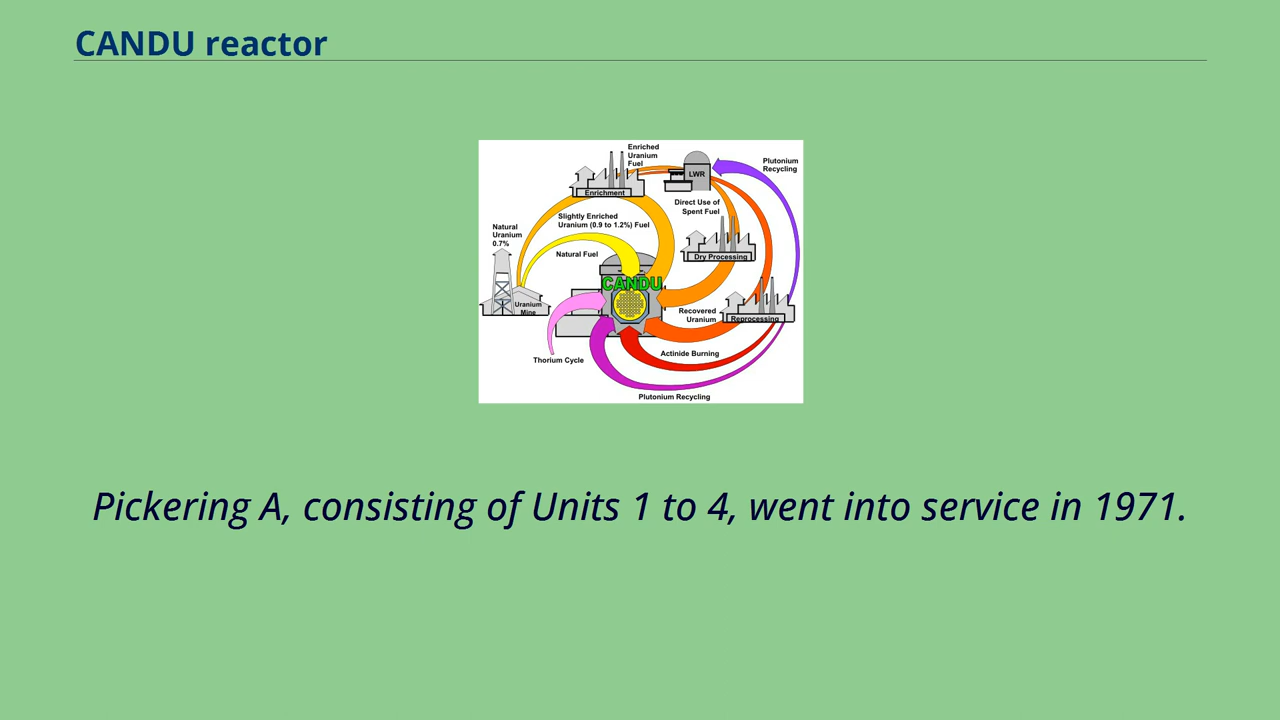 CANDU reactor
Enriched
Uranium
Fuel
Plutonium
Recycling
LWR
Enrichment
Direct Use of
Spent Fuel
Slightly Enriched
Uranium (0.9 to 1.2%) Fuel
Natural
Uranium
0.7%
Natural Fuel
Dry Processing
CANDU
Uranium
Mine
Recovered
Uranium
Reprocessing
Actinide Burning
Thorium Cycle
Plutonium Recycling
Pickering A, consisting of Units 1 to 4, went into service in 1971.